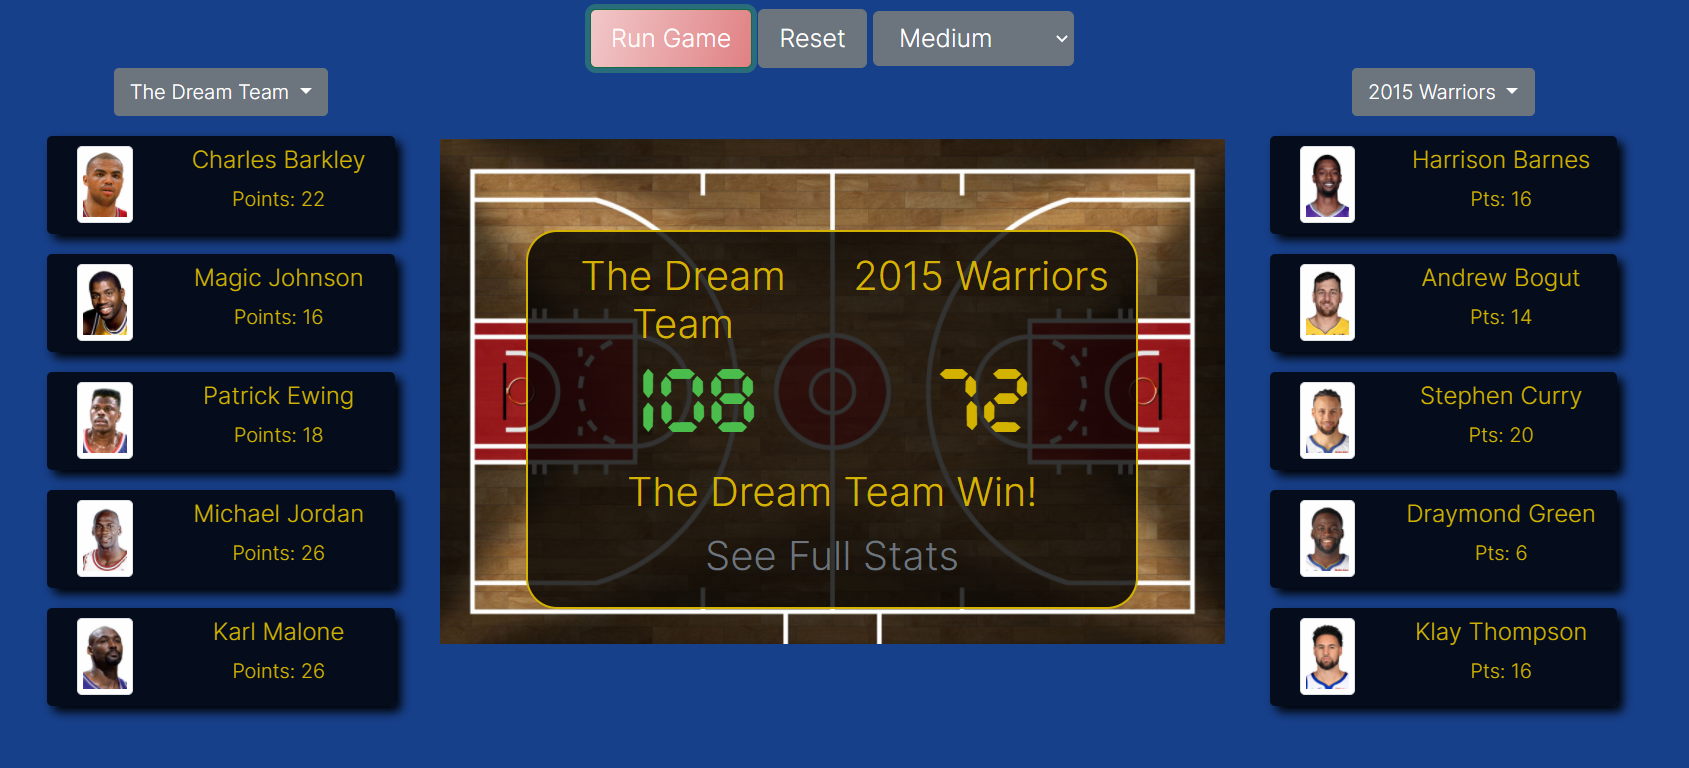 Run Game
Reset
Medium
The Dream Team
2015 Warriors
Charles Barkley
Points: 22
Magic Johnson
Points: 16
Patrick Ewing
Points: 18
Michael Jordan
Points: 26
Karl Malone
Points: 26
The Dream
Team
2015 Warriors
108
72
The Dream Team Win!
See Full Stats
Harrison Barnes
Pts: 16
Andrew Bogut
Pts: 14
Stephen Curry
Pts: 20
Draymond Green
Pts: 6
Klay Thompson
Pts: 16